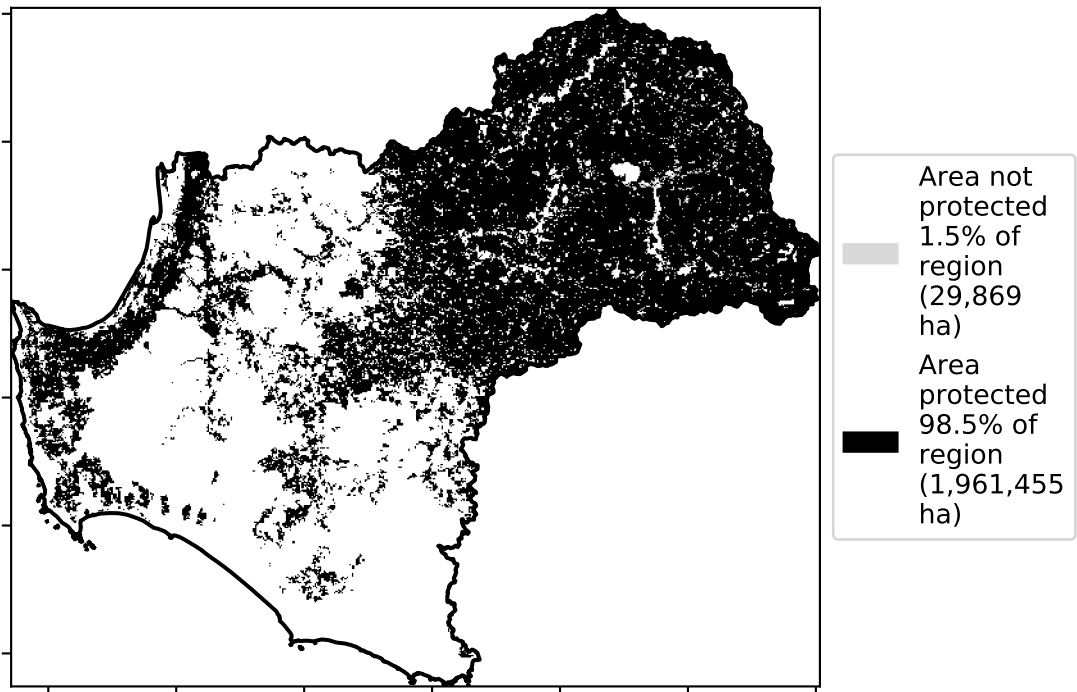 Area not
protected
1.5% of
region
(29,869
ha)
Area
protected
98.5% of
region
(1,961,455
ha)